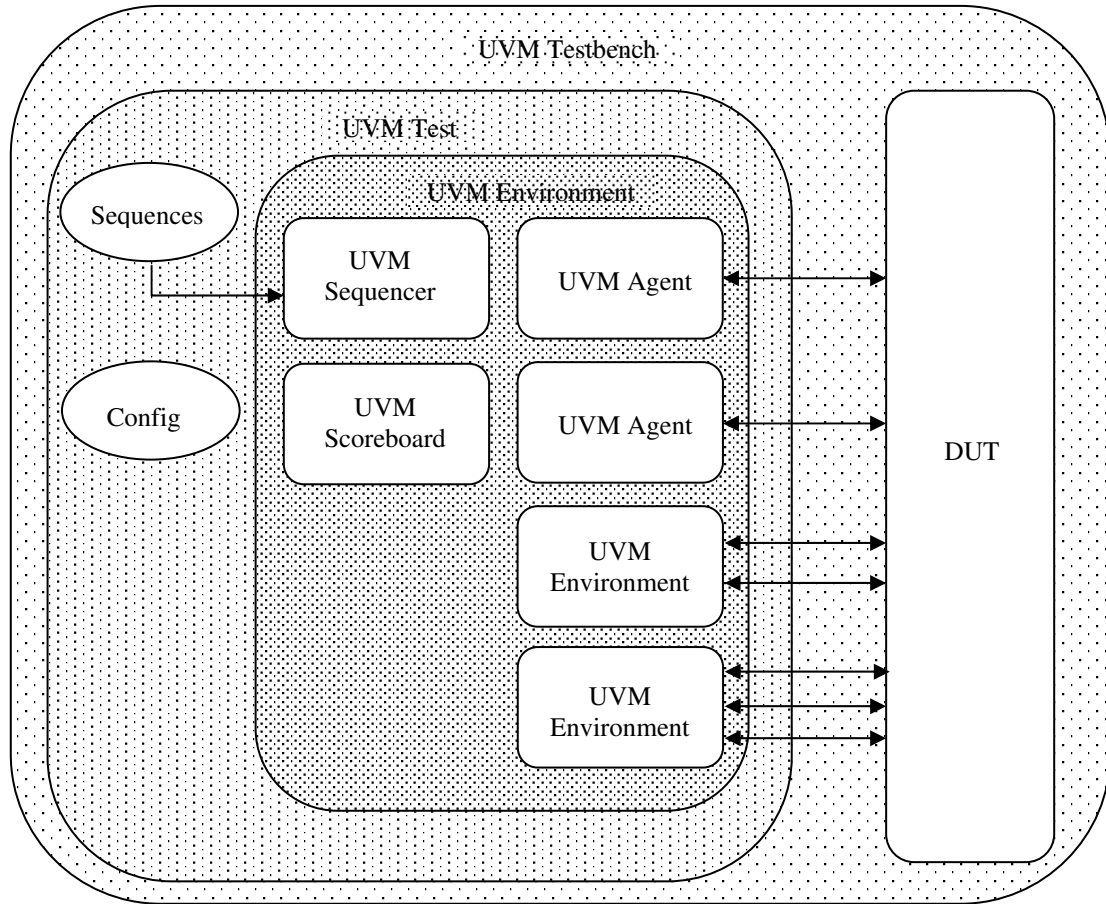 UVM Testbench
UVM Test
UVM Environment
Sequences
UVM
Sequencer
UVM Agent
Config
UVM
Scoreboard
UVM Agent
DUT
UVM
Environment
UVM
Environment